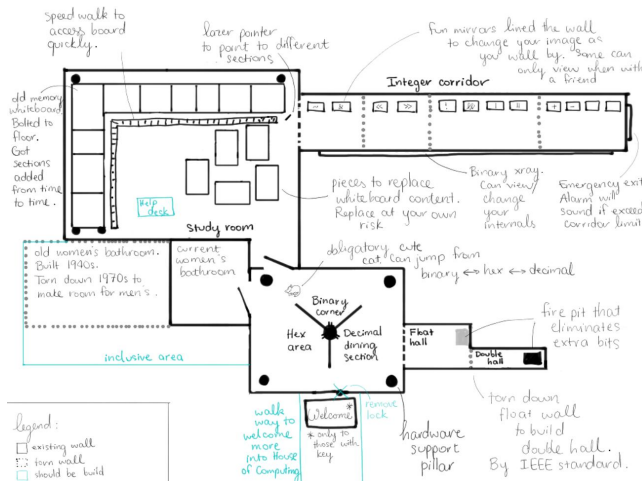 speed walk to
access board
quickly.
lazer pointer
to point to different
sections
fun mirrors lined the wall
to change your image as
you walk by. Some can
only view when with
a friend
Integer corridor
old memory
whiteboard.
Bolted to
floor.
Got
sections
added
from time
to time.
~ & << >> ! & || + - ·
Help
desk
Study room
pieces to replace
whiteboard content.
Replace at your own
risk
Binary xray.
Can view/
change
your
internals
Emergency exit
Alarm will
sound if exceed
corridor limit
old women's bathroom.
Built 1940s.
Torn down 1970s to
make room for men's.
current
women's
bathroom
inclusive area
obligatory cute
cat, can jump from
binary ↔ hex ↔ decimal
Binary
corner
Hex
area
Decimal
dining
section
Float
hall
Double
hall
fire pit that
eliminates
extra bits
torn down
float wall
to build
double hall.
By IEEE standard.
walk
way to
welcome
more
into House
of Computing
Welcome*
* only to
those with
key.
remove
lock
hardware
support
pillar
legend:
existing wall
torn wall
should be build